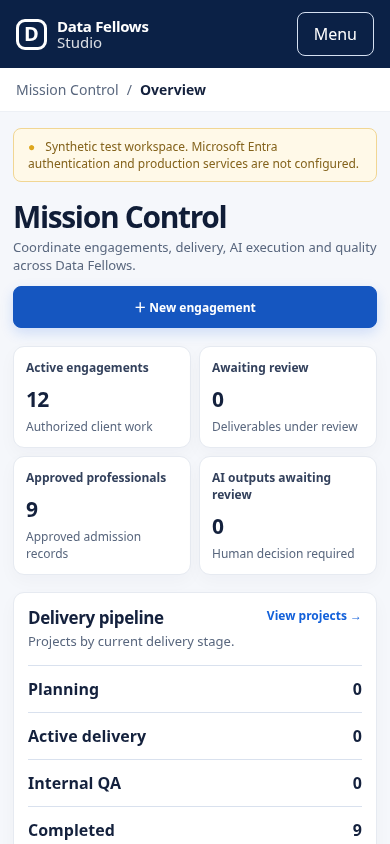 D
Data Fellows
Studio
Menu
Mission Control / Overview
Synthetic test workspace. Microsoft Entra
authentication and production services are not configured.
Mission Control
Coordinate engagements, delivery, AI execution and quality
across Data Fellows.
+ New engagement
Active engagements
12
Authorized client work
Awaiting review
0
Deliverables under review
Approved professionals
9
Approved admission
records
AI outputs awaiting
review
0
Human decision required
Delivery pipeline
View projects →
Projects by current delivery stage.
Planning 0
Active delivery 0
Internal QA 0
Completed 9